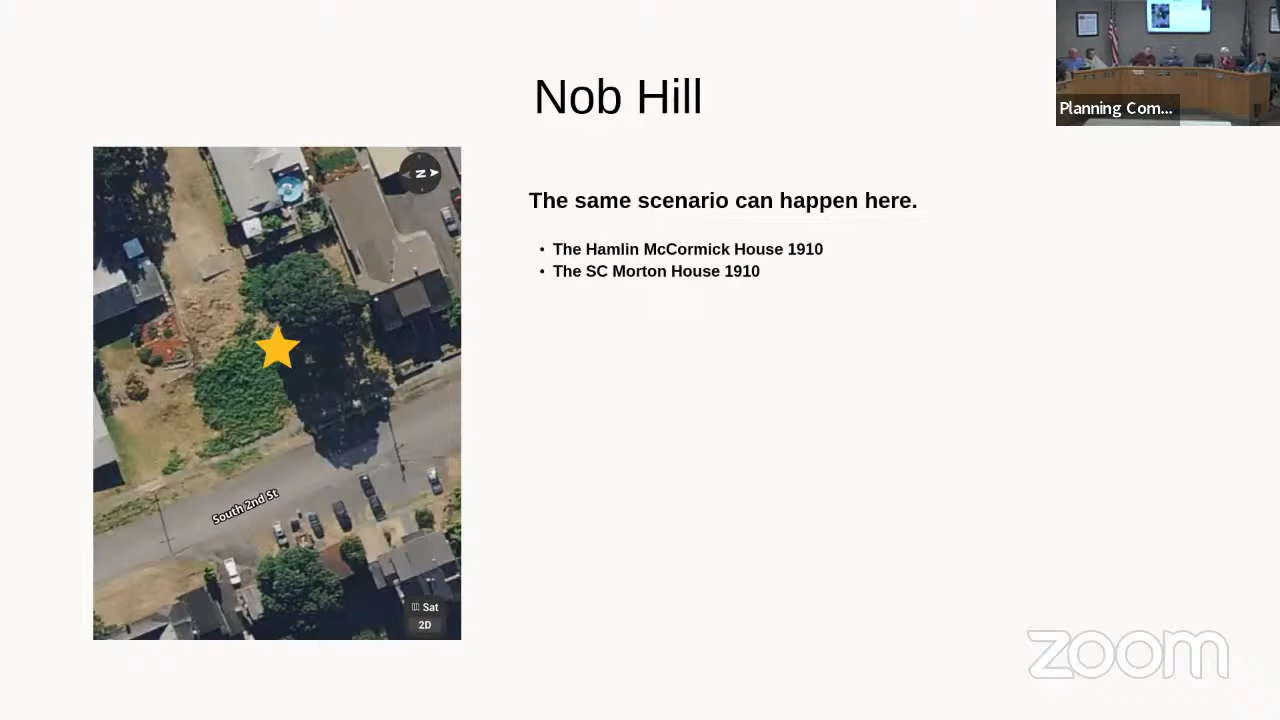 Planning Com...
Nob Hill
N
The same scenario can happen here.
• The Hamlin McCormick House 1910
• The SC Morton House 1910
South 2nd St
Sat
2D
zoom